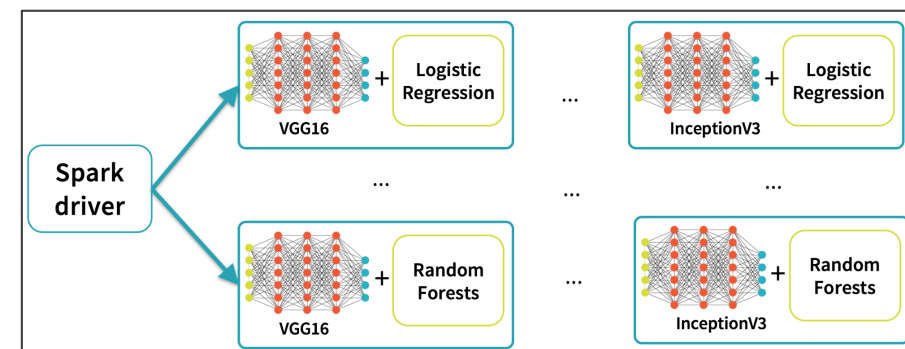 +
Logistic
Regression
VGG16
...
+
Logistic
Regression
InceptionV3
Spark
driver
...
...
...
+
Random
Forests
VGG16
...
+
Random
Forests
InceptionV3